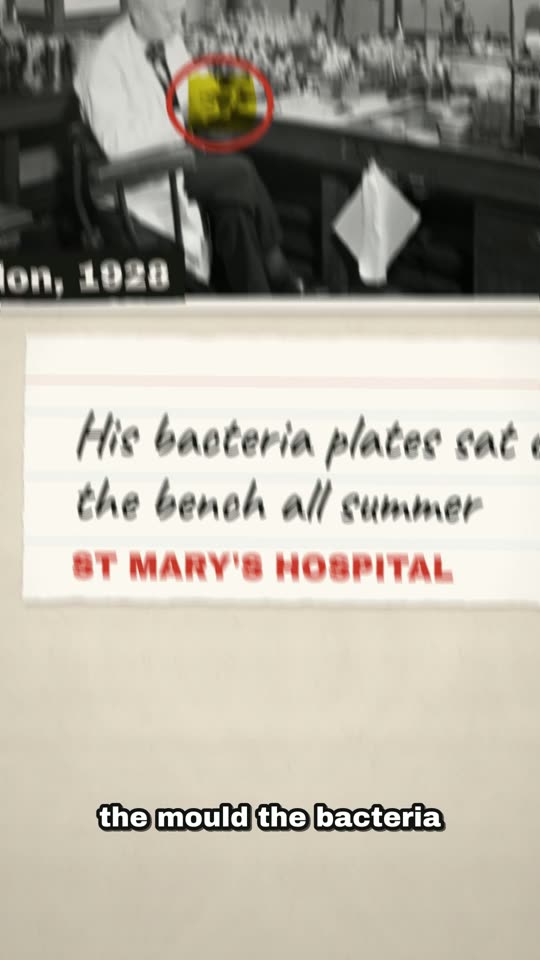 1928
His bacteria plates sat
the bench all summer
ST MARY'S HOSPITAL
the mould the bacteria